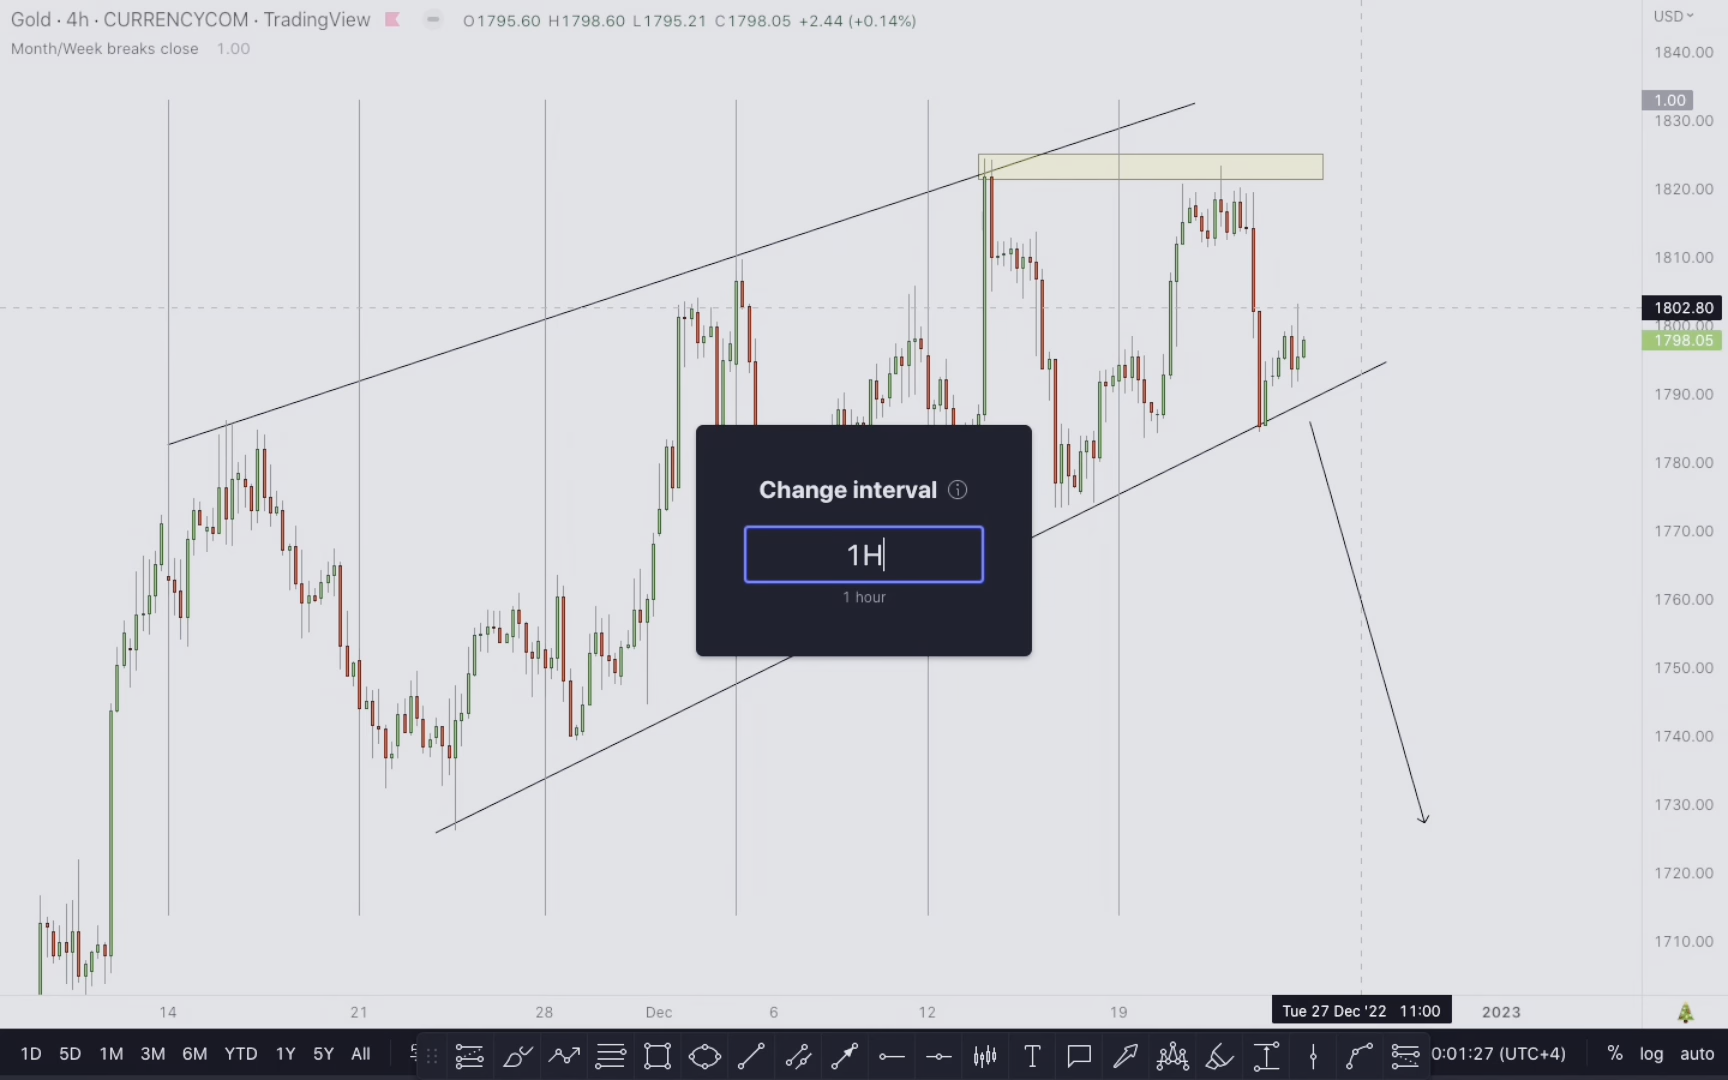 Gold · 4h · CURRENCYCOM · TradingView O1795.60 H1798.60 L1795.21 C1798.05 +2.44 (+0.14%)
Month/Week breaks close 1.00
USD
1840.00
1.00
1830.00
1820.00
1810.00
1802.80
1800.00
1798.05
1790.00
1780.00
1770.00
1760.00
1750.00
1740.00
1730.00
1720.00
1710.00
Change interval
1H
1 hour
14 21 28 Dec 6 12 19 Tue 27 Dec '22 11:00 2023
1D 5D 1M 3M 6M YTD 1Y 5Y All 0:01:27 (UTC+4) % log auto